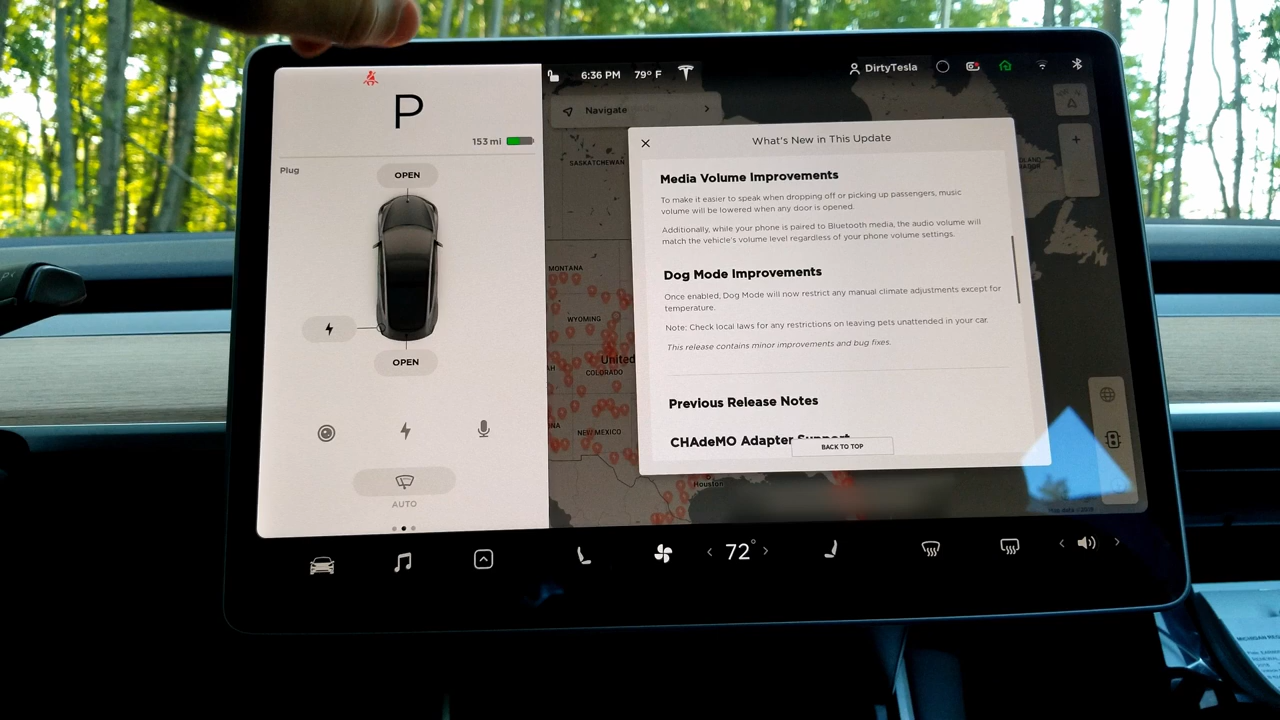 P
153 mi
Plug
OPEN
OPEN
AUTO
6:36 PM 79° F
DirtyTesla
Navigate
SASKATCHEWAN
MONTANA
WYOMING
United
COLORADO
NEW MEXICO
Houston
What's New in This Update
Media Volume Improvements
To make it easier to speak when dropping off or picking up passengers, music
volume will be lowered when any door is opened.
Additionally, while your phone is paired to Bluetooth media, the audio volume will
match the vehicle's volume level regardless of your phone volume settings.
Dog Mode Improvements
Once enabled, Dog Mode will now restrict any manual climate adjustments except for
temperature.
Note: Check local laws for any restrictions on leaving pets unattended in your car.
This release contains minor improvements and bug fixes.
Previous Release Notes
CHAdeMO Adapter Support
BACK TO TOP
72°
MICHIGAN